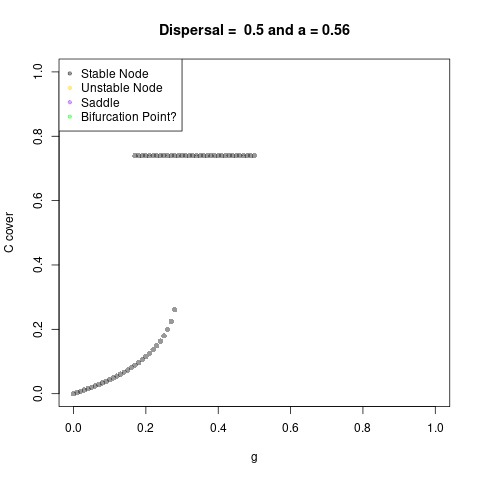 Dispersal =  0.5 and a = 0.56
Stable Node
Unstable Node
Saddle
Bifurcation Point?
C cover
1.0
0.8
0.6
0.4
0.2
0.0
0.0 0.2 0.4 0.6 0.8 1.0
g